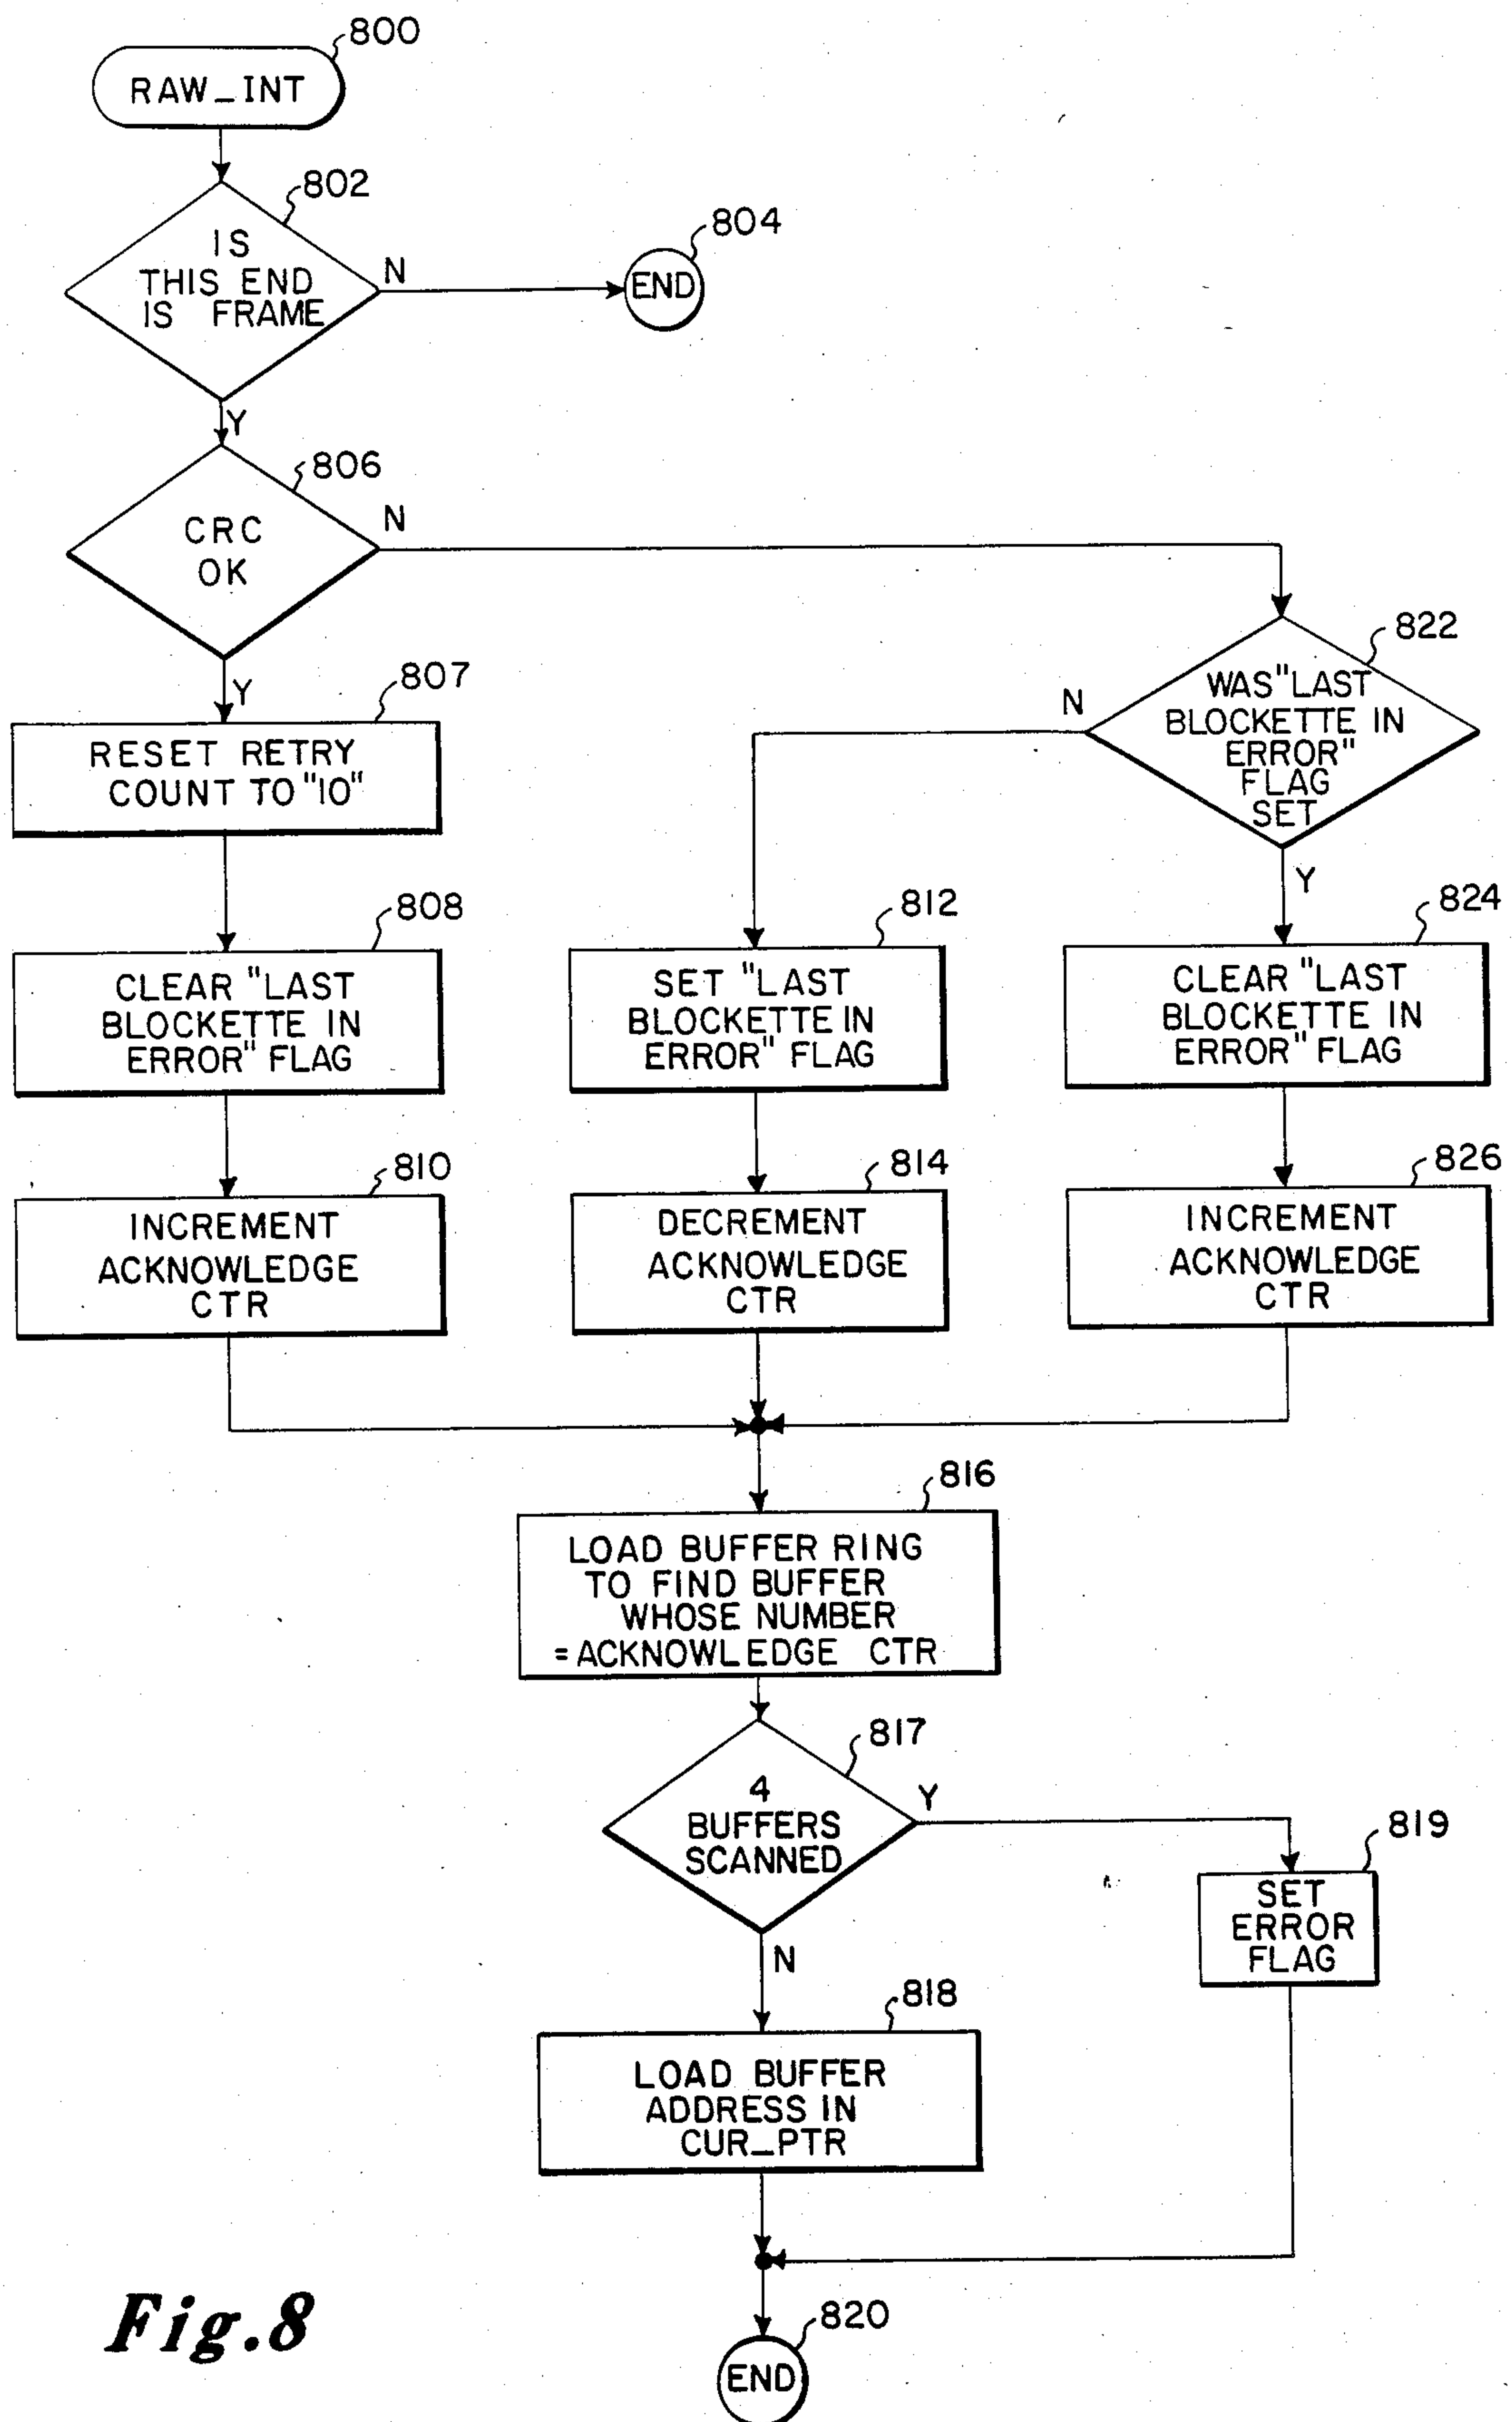 800
RAW_INT
802
IS
THIS END
IS FRAME
N
804
END
Y
806
CRC
OK
N
Y
807
RESET RETRY
COUNT TO "10"
822
WAS "LAST
BLOCKETTE IN
ERROR"
FLAG
SET
N
Y
808
CLEAR "LAST
BLOCKETTE IN
ERROR" FLAG
812
SET "LAST
BLOCKETTE IN
ERROR" FLAG
824
CLEAR "LAST
BLOCKETTE IN
ERROR" FLAG
810
INCREMENT
ACKNOWLEDGE
CTR
814
DECREMENT
ACKNOWLEDGE
CTR
826
INCREMENT
ACKNOWLEDGE
CTR
816
LOAD BUFFER RING
TO FIND BUFFER
WHOSE NUMBER
=ACKNOWLEDGE CTR
817
4
BUFFERS
SCANNED
Y
819
SET
ERROR
FLAG
N
818
LOAD BUFFER
ADDRESS IN
CUR_PTR
820
END
Fig.8